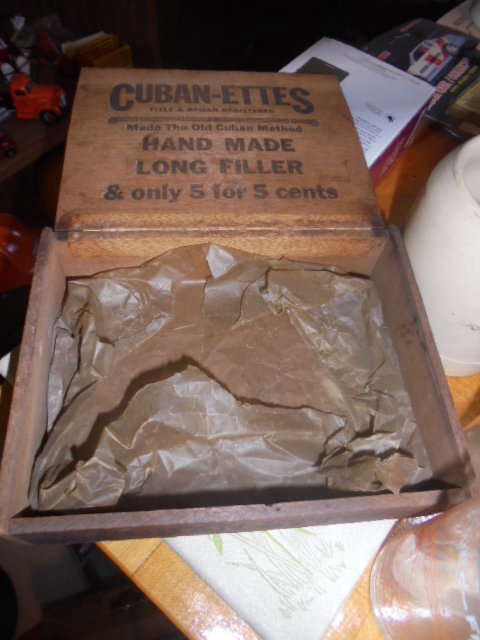 CUBAN-ETTES
TITLE & DESIGN REGISTERED
Made The Old Cuban Method
HAND MADE
LONG FILLER
& only 5 for 5 cents